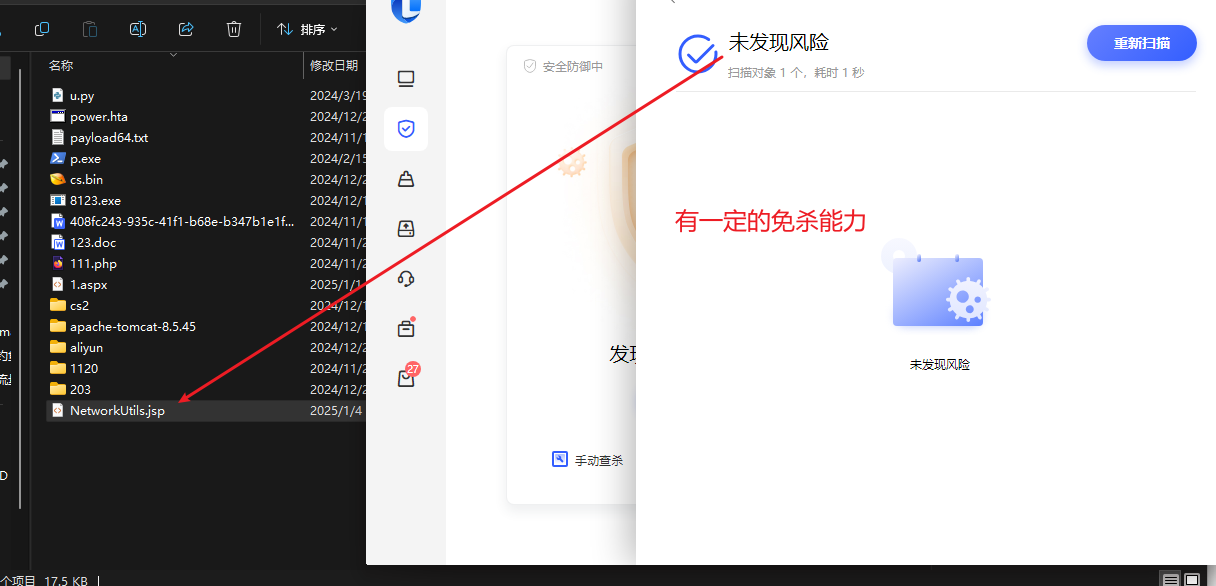 排序
名称
修改日期
u.py
2024/3/19
power.hta
2024/12/2
payload64.txt
2024/11/1
p.exe
2024/2/15
cs.bin
2024/12/2
8123.exe
2024/12/1
408fc243-935c-41f1-b68e-b347b1e1f...
2024/11/1
123.doc
2024/11/2
111.php
2024/11/2
1.aspx
2025/1/1
cs2
2024/12/1
apache-tomcat-8.5.45
2024/12/1
aliyun
2024/12/2
1120
2024/11/2
203
2024/12/2
NetworkUtils.jsp
2025/1/4
个项目 17.5 KB
27
安全防御中
手动查杀
未发现风险
扫描对象 1 个，耗时 1 秒
重新扫描
有一定的免杀能力
未发现风险